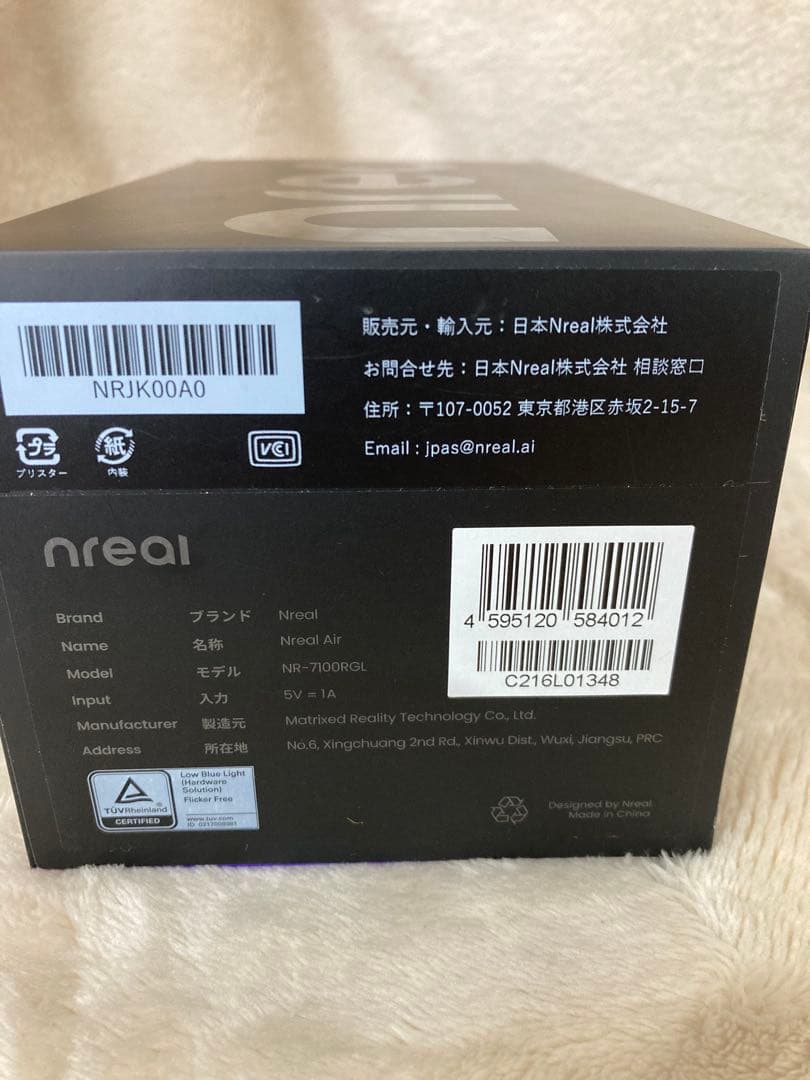 nreal
NRJK00A0
プラ
ブリスター
紙
内装
VCCI
販売元・輸入元：日本Nreal株式会社
お問合せ先：日本Nreal株式会社 相談窓口
住所：〒107-0052 東京都港区赤坂2-15-7
Email : jpas@nreal.ai
nreal
Brand ブランド Nreal
Name 名称 Nreal Air
Model モデル NR-7100RGL
Input 入力 5V = 1A
Manufacturer 製造元 Matrixed Reality Technology Co., Ltd.
Address 所在地 No.6, Xingchuang 2nd Rd., Xinwu Dist., Wuxi, Jiangsu, PRC
4 595120 584012
C216L01348
TÜVRheinland
CERTIFIED
Low Blue Light
(Hardware
Solution)
Flicker Free
www.tuv.com
Designed by Nreal
Made in China